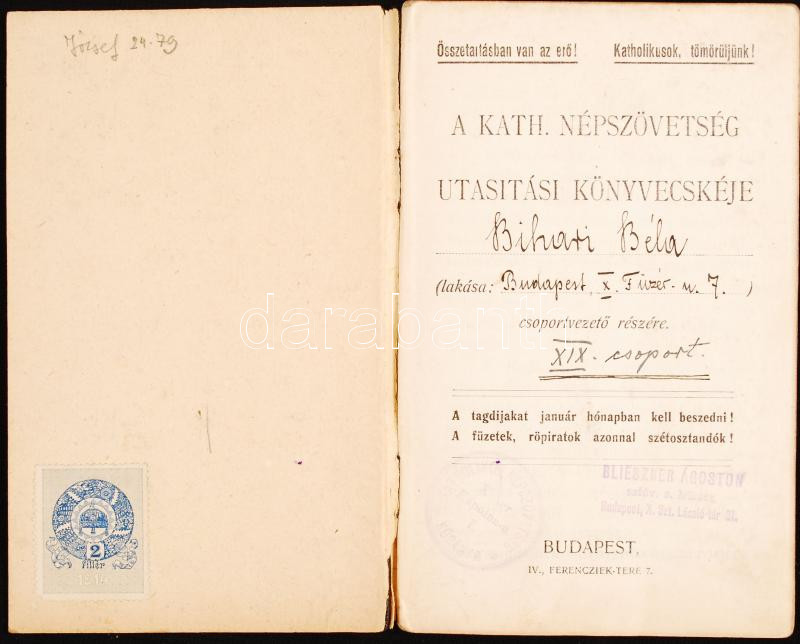 József 24.79
2
fillér
1914
Összetartásban van az erő! Katholikusok, tömörüljünk!
A KATH. NÉPSZÖVETSÉG
UTASITÁSI KÖNYVECSKÉJE
Bihari Béla
(lakása: Budapest, X. Füzér-u. 7. )
csoportvezető részére.
XIX. csoport.
A tagdijakat január hónapban kell beszedni!
A füzetek, röpiratok azonnal szétosztandók!
BLIESZNER ÁGOSTON
Budapest, X. Szt. László-tér
BUDAPEST,
IV., FERENCZIEK-TERE 7.
darabanth